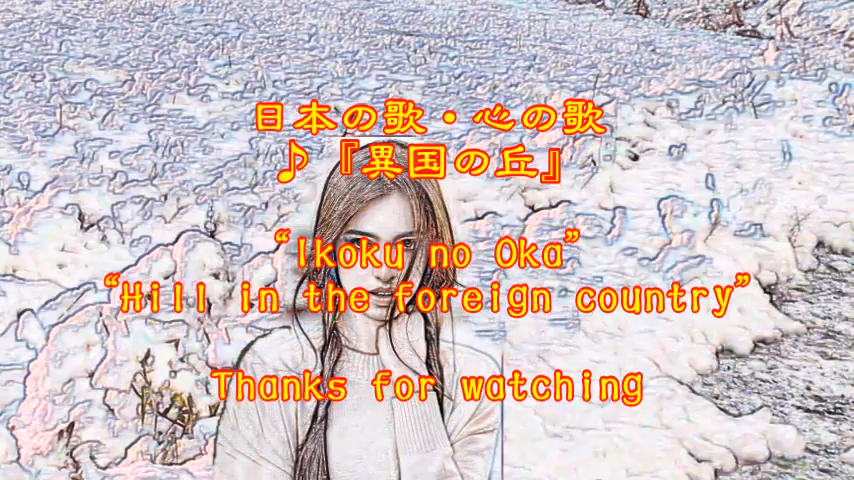 日本の歌・心の歌
♪『異国の丘』
“Ikoku no Oka”
“Hill in the foreign country”
Thanks for watching